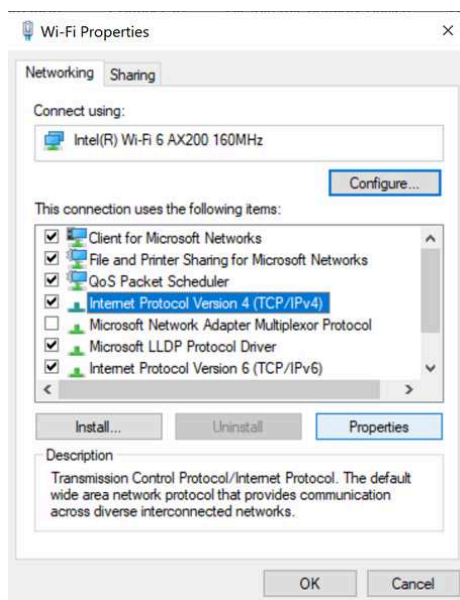 Wi-Fi Properties
Networking
Sharing
Connect using:
Intel(R) Wi-Fi 6 AX200 160MHz
Configure...
This connection uses the following items:
Client for Microsoft Networks
File and Printer Sharing for Microsoft Networks
QoS Packet Scheduler
Internet Protocol Version 4 (TCP/IPv4)
Microsoft Network Adapter Multiplexor Protocol
Microsoft LLDP Protocol Driver
Internet Protocol Version 6 (TCP/IPv6)
Install...
Uninstall
Properties
Description
Transmission Control Protocol/Internet Protocol. The default
wide area network protocol that provides communication
across diverse interconnected networks.
OK
Cancel